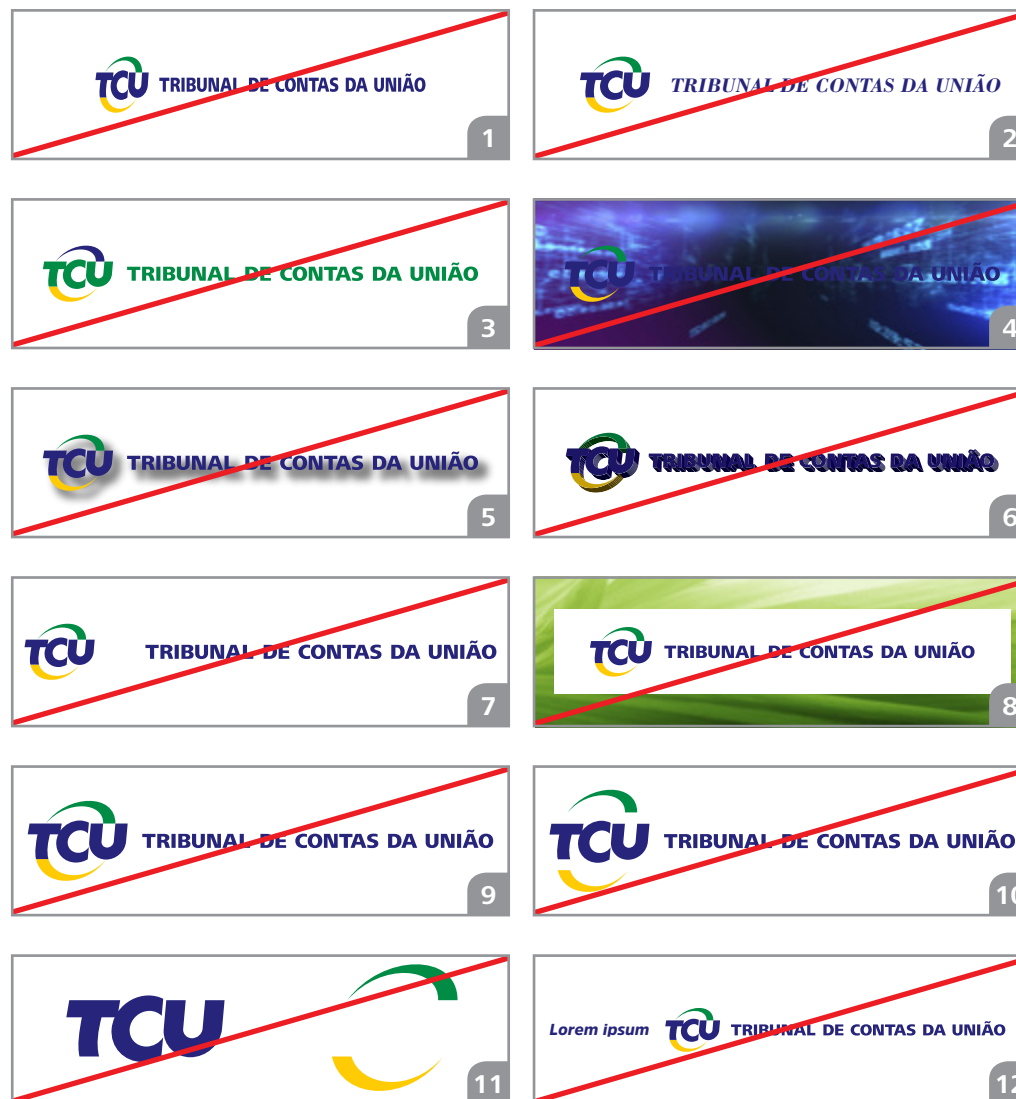 TCU TRIBUNAL DE CONTAS DA UNIÃO
1
TCU TRIBUNAL DE CONTAS DA UNIÃO
2
TCU TRIBUNAL DE CONTAS DA UNIÃO
3
TCU TRIBUNAL DE CONTAS DA UNIÃO
4
TCU TRIBUNAL DE CONTAS DA UNIÃO
5
TCU TRIBUNAL DE CONTAS DA UNIÃO
6
TCU TRIBUNAL DE CONTAS DA UNIÃO
7
TCU TRIBUNAL DE CONTAS DA UNIÃO
8
TCU TRIBUNAL DE CONTAS DA UNIÃO
9
TCU TRIBUNAL DE CONTAS DA UNIÃO
10
TCU
11
Lorem ipsum TCU TRIBUNAL DE CONTAS DA UNIÃO
12